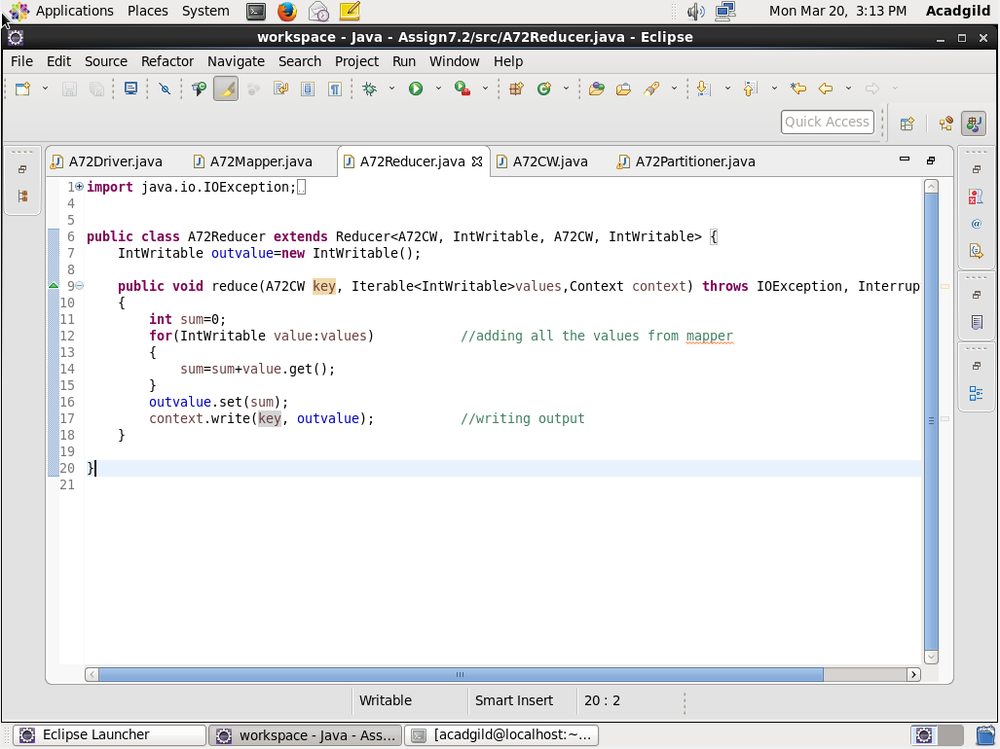 Applications Places System Mon Mar 20, 3:13 PM Acadgild
workspace - Java - Assign7.2/src/A72Reducer.java - Eclipse
File Edit Source Refactor Navigate Search Project Run Window Help
Quick Access
A72Driver.java A72Mapper.java A72Reducer.java A72CW.java A72Partitioner.java
1 import java.io.IOException;
4
5
6 public class A72Reducer extends Reducer<A72CW, IntWritable, A72CW, IntWritable> {
7 IntWritable outvalue=new IntWritable();
8
9 public void reduce(A72CW key, Iterable<IntWritable>values,Context context) throws IOException, Interrup
10 {
11 int sum=0;
12 for(IntWritable value:values) //adding all the values from mapper
13 {
14 sum=sum+value.get();
15 }
16 outvalue.set(sum);
17 context.write(key, outvalue); //writing output
18 }
19
20 }
21
Writable Smart Insert 20 : 2
Eclipse Launcher workspace - Java - Ass... [acadgild@localhost:~...